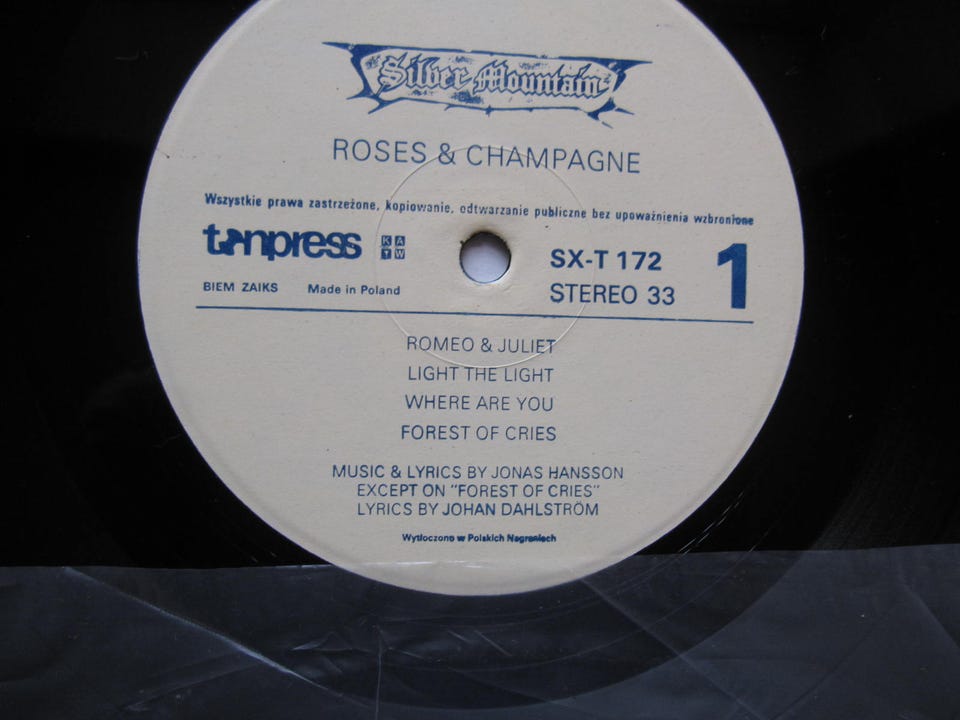 Silver Mountain
ROSES & CHAMPAGNE
Wszystkie prawa zastrzeżone, kopiowanie, odtwarzanie publiczne bez upoważnienia wzbronione
tonpress KA TW SX-T 172 1
BIEM ZAIKS Made in Poland STEREO 33
ROMEO & JULIET
LIGHT THE LIGHT
WHERE ARE YOU
FOREST OF CRIES
MUSIC & LYRICS BY JONAS HANSSON
EXCEPT ON "FOREST OF CRIES"
LYRICS BY JOHAN DAHLSTRÖM
Wytłoczono w Polskich Nagraniach